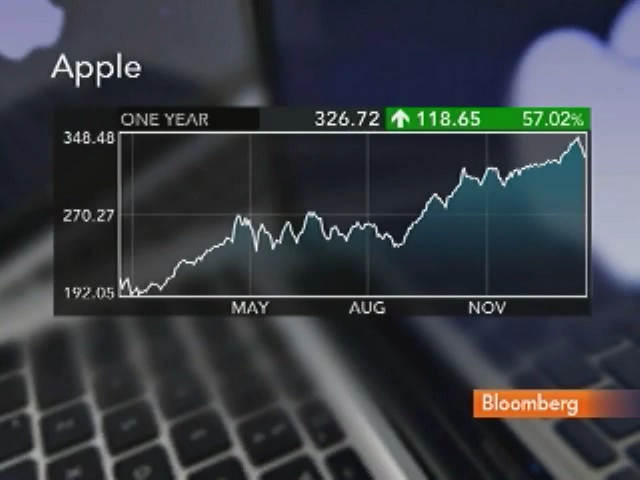 Apple
ONE YEAR 326.72 118.65 57.02%
348.48
270.27
192.05
MAY AUG NOV
Bloomberg